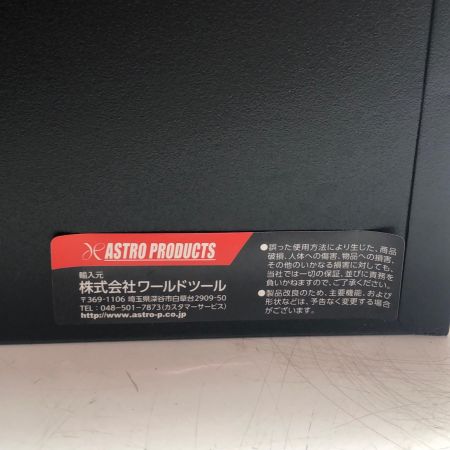 ASTRO PRODUCTS
輸入元
株式会社ワールドツール
〒369-1106 埼玉県深谷市白草台2909-50
TEL：048-501-7873(カスタマーサービス)
http://www.astro-p.co.jp
●誤った使用方法により生じた、商品
破損、人体への傷害、物品への損害、
その他のいかなる損害に対しても、
当社では一切の保証、並びに責務を
負いかねますので、ご了承ください。
●製品改良のため、主要機能、および
形状などは、予告なく変更する場合
がございます。